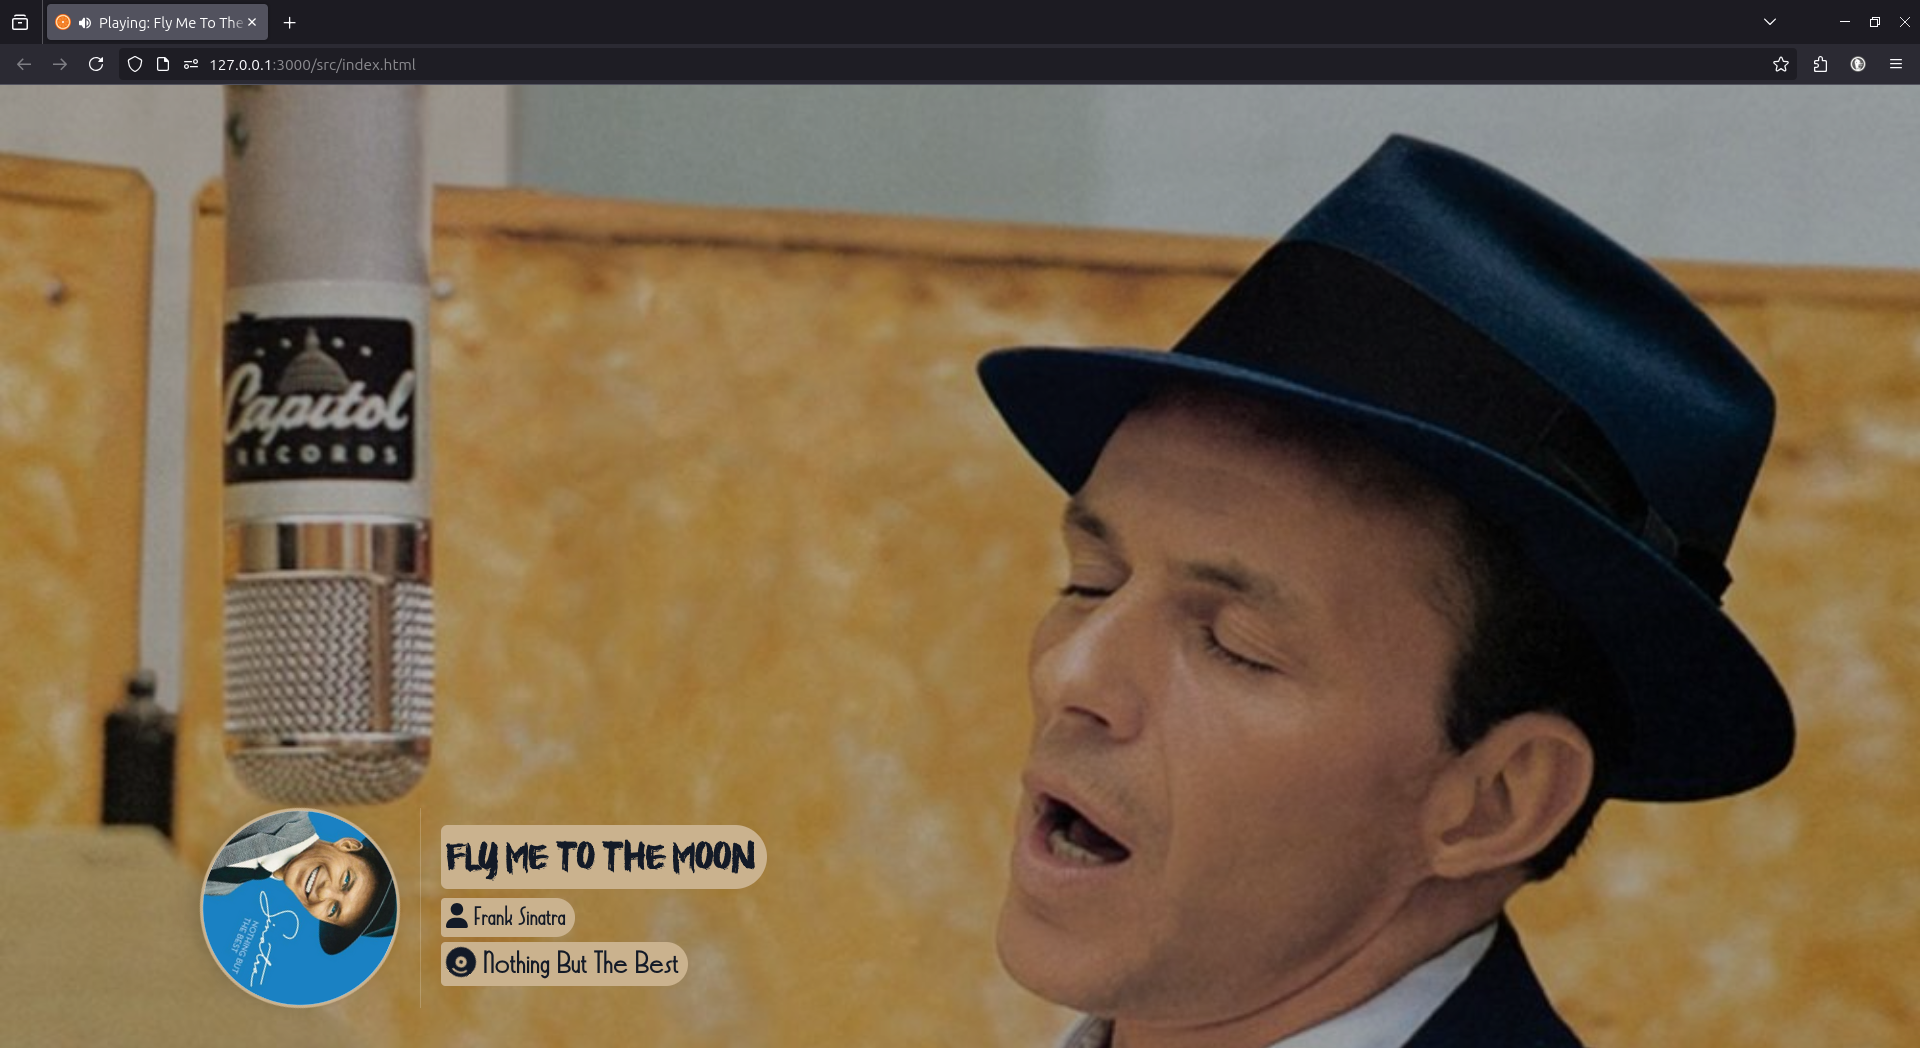 Playing: Fly Me To The
127.0.0.1:3000/src/index.html
Capitol
RECORDS
FLY ME TO THE MOON
Frank Sinatra
Nothing But The Best
Sinatra
NOTHING BUT
THE BEST